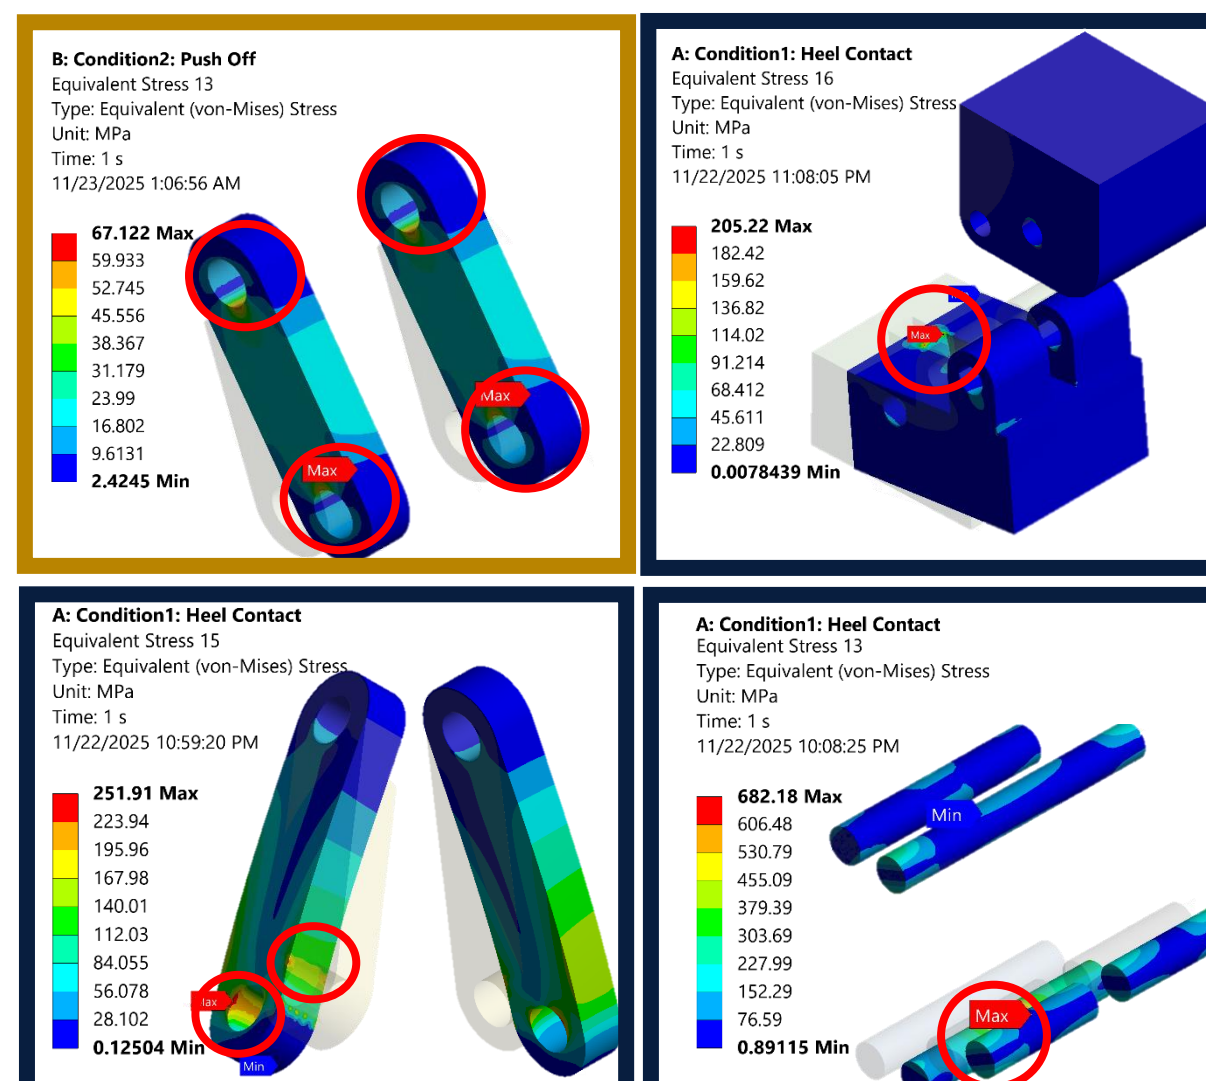 B: Condition2: Push Off
Equivalent Stress 13
Type: Equivalent (von-Mises) Stress
Unit: MPa
Time: 1 s
11/23/2025 1:06:56 AM
67.122 Max
59.933
52.745
45.556
38.367
31.179
23.99
16.802
9.6131
2.4245 Min
Max
Max
A: Condition1: Heel Contact
Equivalent Stress 16
Type: Equivalent (von-Mises) Stress
Unit: MPa
Time: 1 s
11/22/2025 11:08:05 PM
205.22 Max
182.42
159.62
136.82
114.02
91.214
68.412
45.611
22.809
0.0078439 Min
Min
Max
A: Condition1: Heel Contact
Equivalent Stress 15
Type: Equivalent (von-Mises) Stress
Unit: MPa
Time: 1 s
11/22/2025 10:59:20 PM
251.91 Max
223.94
195.96
167.98
140.01
112.03
84.055
56.078
28.102
0.12504 Min
Max
Min
A: Condition1: Heel Contact
Equivalent Stress 13
Type: Equivalent (von-Mises) Stress
Unit: MPa
Time: 1 s
11/22/2025 10:08:25 PM
682.18 Max
606.48
530.79
455.09
379.39
303.69
227.99
152.29
76.59
0.89115 Min
Min
Max